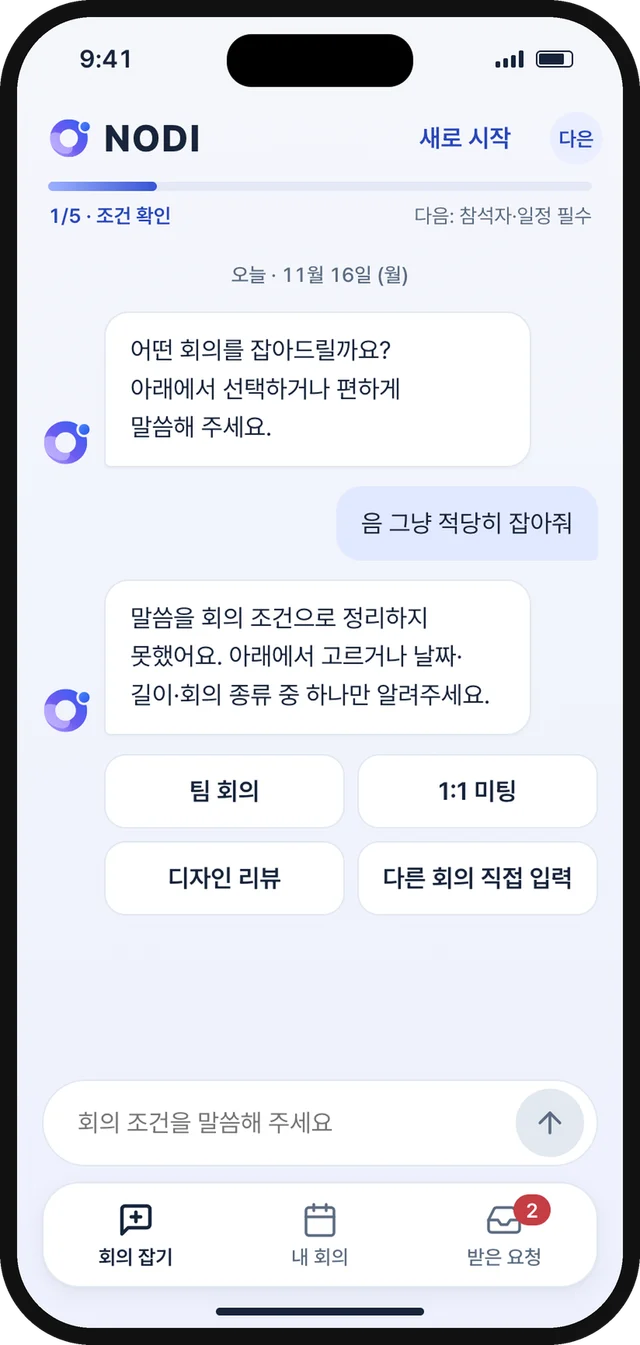 9:41
NODI
새로 시작
다은
1/5 · 조건 확인
다음: 참석자·일정 필수
오늘 · 11월 16일 (월)
어떤 회의를 잡아드릴까요?
아래에서 선택하거나 편하게
말씀해 주세요.
음 그냥 적당히 잡아줘
말씀을 회의 조건으로 정리하지
못했어요. 아래에서 고르거나 날짜·
길이·회의 종류 중 하나만 알려주세요.
팀 회의
1:1 미팅
디자인 리뷰
다른 회의 직접 입력
회의 조건을 말씀해 주세요
2
회의 잡기
내 회의
받은 요청